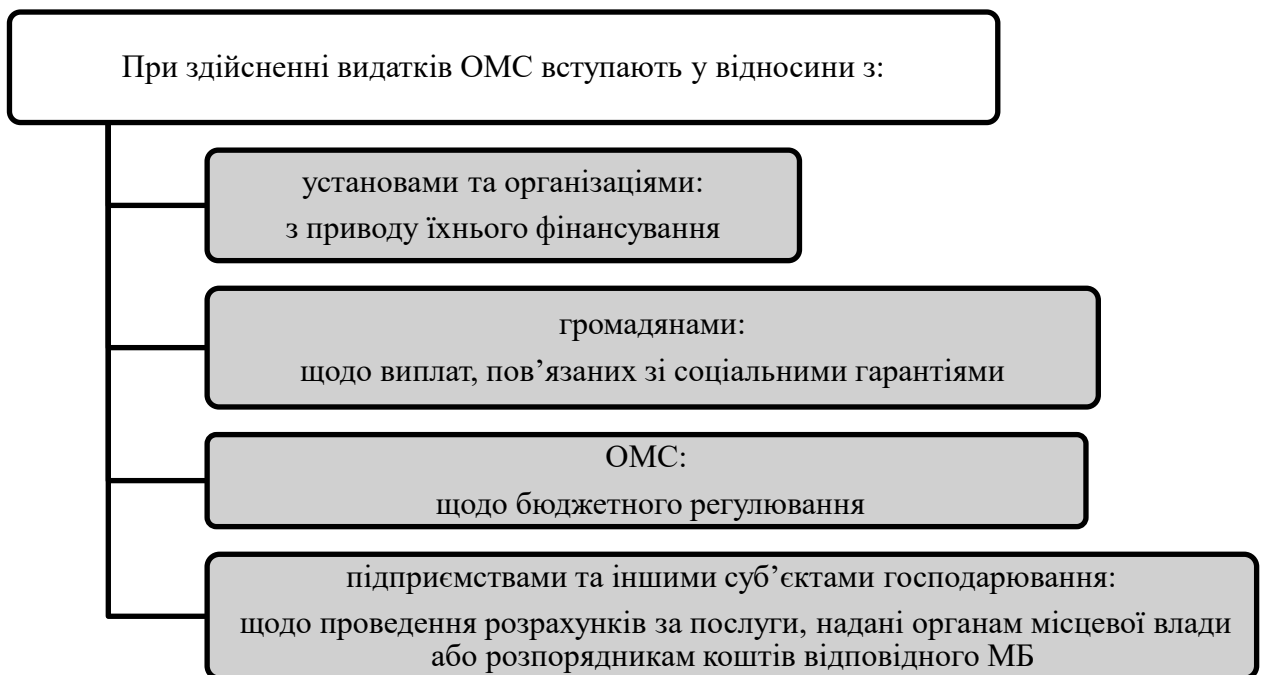 При здійсненні видатків ОМС вступають у відносини з:
установами та організаціями:
з приводу їхнього фінансування
громадянами:
щодо виплат, пов’язаних зі соціальними гарантіями
ОМС:
щодо бюджетного регулювання
підприємствами та іншими суб’єктами господарювання:
щодо проведення розрахунків за послуги, надані органам місцевої влади
або розпорядникам коштів відповідного МБ